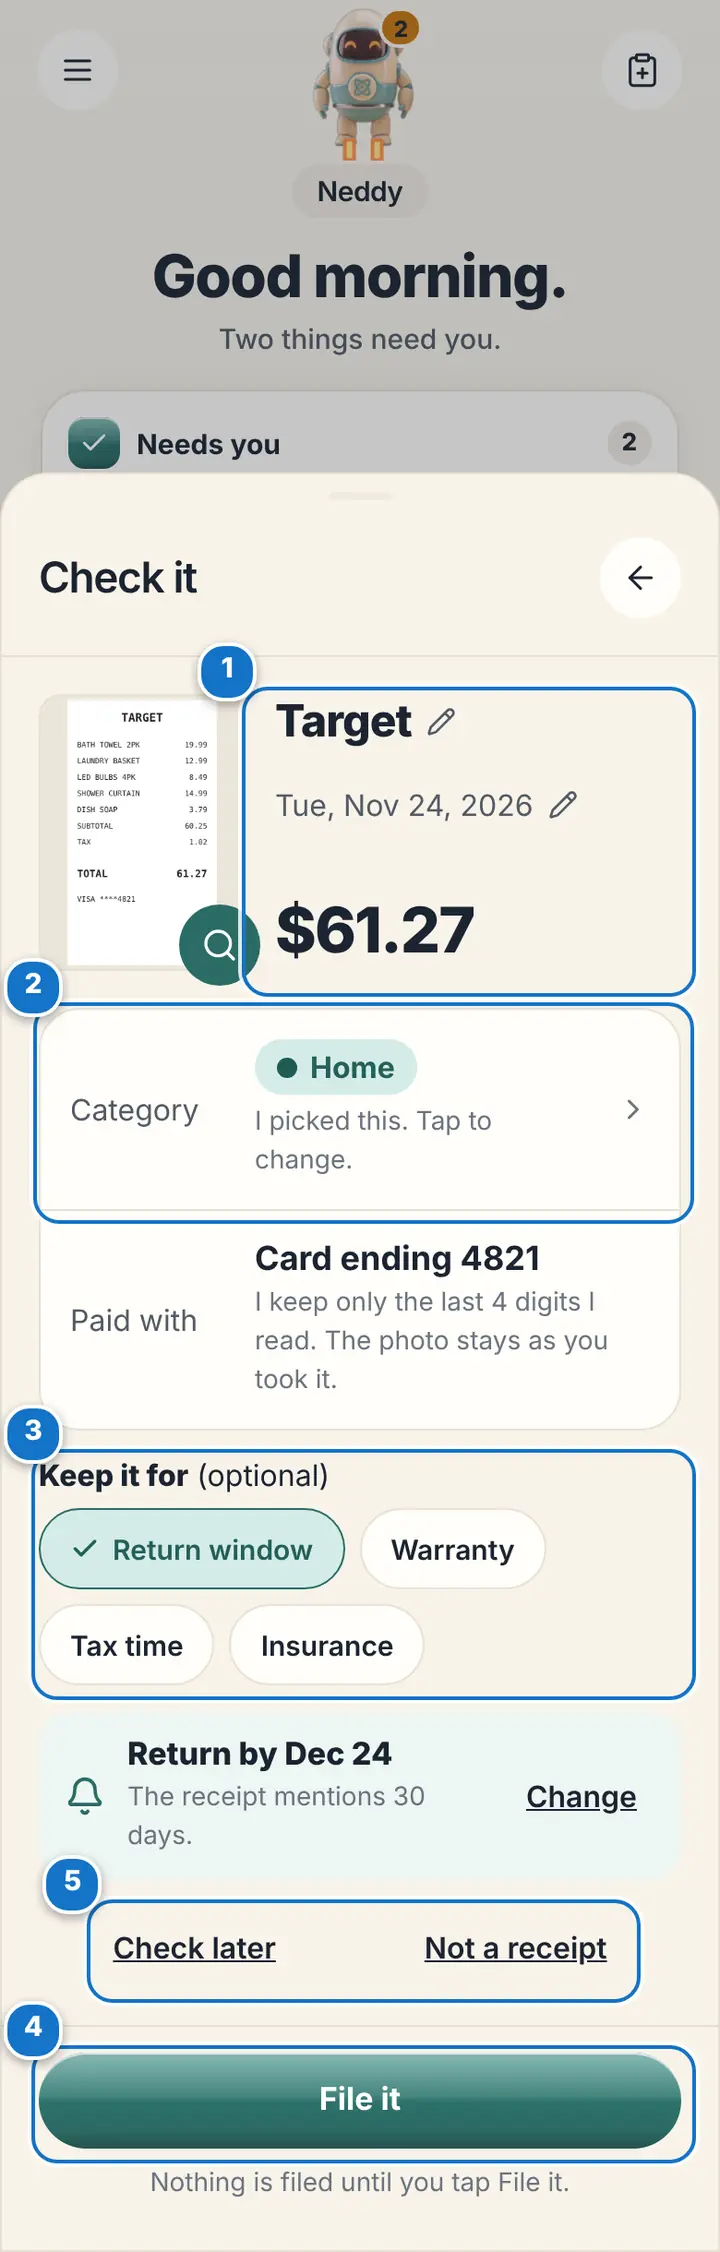 2
Neddy
Good morning.
Two things need you.
Needs you
2
Check it
1
TARGET
BATH TOWEL 2PK 19.99
LAUNDRY BASKET 12.99
LED BULBS 4PK 8.49
SHOWER CURTAIN 14.99
DISH SOAP 3.79
SUBTOTAL 60.25
TAX 1.02
TOTAL 61.27
VISA ****4821
Target
Tue, Nov 24, 2026
$61.27
2
Category
Home
I picked this. Tap to
change.
Paid with
Card ending 4821
I keep only the last 4 digits I
read. The photo stays as you
took it.
3
Keep it for (optional)
Return window
Warranty
Tax time
Insurance
Return by Dec 24
The receipt mentions 30
days.
Change
5
Check later
Not a receipt
4
File it
Nothing is filed until you tap File it.